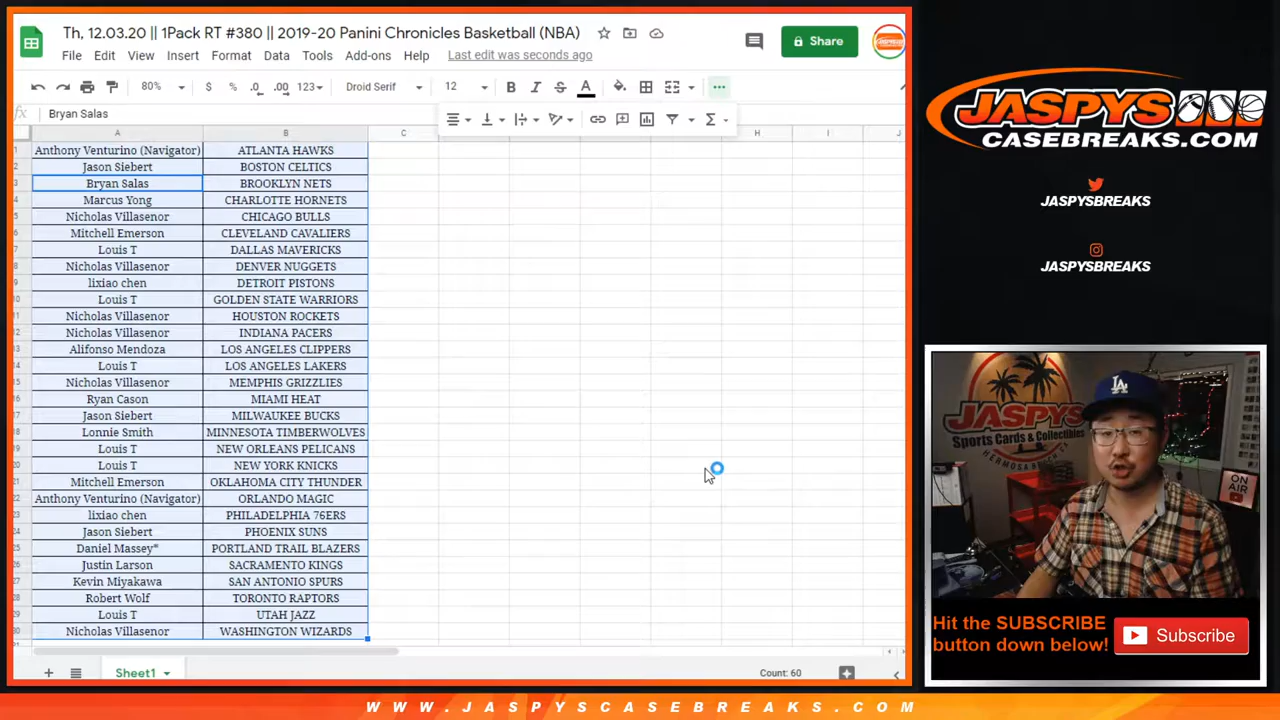 Th, 12.03.20 || 1Pack RT #380 || 2019-20 Panini Chronicles Basketball (NBA)
Share
File Edit View Insert Format Data Tools Add-ons Help Last edit was seconds ago
80% $ % .0 .00 123 Droid Serif 12 B I S A
fx Bryan Salas
A B C H I J
1 Anthony Venturino (Navigator) ATLANTA HAWKS
2 Jason Siebert BOSTON CELTICS
3 Bryan Salas BROOKLYN NETS
4 Marcus Yong CHARLOTTE HORNETS
5 Nicholas Villasenor CHICAGO BULLS
6 Mitchell Emerson CLEVELAND CAVALIERS
7 Louis T DALLAS MAVERICKS
8 Nicholas Villasenor DENVER NUGGETS
9 lixiao chen DETROIT PISTONS
10 Louis T GOLDEN STATE WARRIORS
11 Nicholas Villasenor HOUSTON ROCKETS
12 Nicholas Villasenor INDIANA PACERS
13 Alifonso Mendoza LOS ANGELES CLIPPERS
14 Louis T LOS ANGELES LAKERS
15 Nicholas Villasenor MEMPHIS GRIZZLIES
16 Ryan Cason MIAMI HEAT
17 Jason Siebert MILWAUKEE BUCKS
18 Lonnie Smith MINNESOTA TIMBERWOLVES
19 Louis T NEW ORLEANS PELICANS
20 Louis T NEW YORK KNICKS
21 Mitchell Emerson OKLAHOMA CITY THUNDER
22 Anthony Venturino (Navigator) ORLANDO MAGIC
23 lixiao chen PHILADELPHIA 76ERS
24 Jason Siebert PHOENIX SUNS
25 Daniel Massey* PORTLAND TRAIL BLAZERS
26 Justin Larson SACRAMENTO KINGS
27 Kevin Miyakawa SAN ANTONIO SPURS
28 Robert Wolf TORONTO RAPTORS
29 Louis T UTAH JAZZ
30 Nicholas Villasenor WASHINGTON WIZARDS
Sheet1 Count: 60
JASPYS
CASEBREAKS.COM
JASPYSBREAKS
JASPYSBREAKS
JASPYS
Sports Cards & Collectibles
HERMOSA BEACH
LA
ON
AIR
Hit the SUBSCRIBE
button down below!
Subscribe
WWW.JASPYSCASEBREAKS.COM